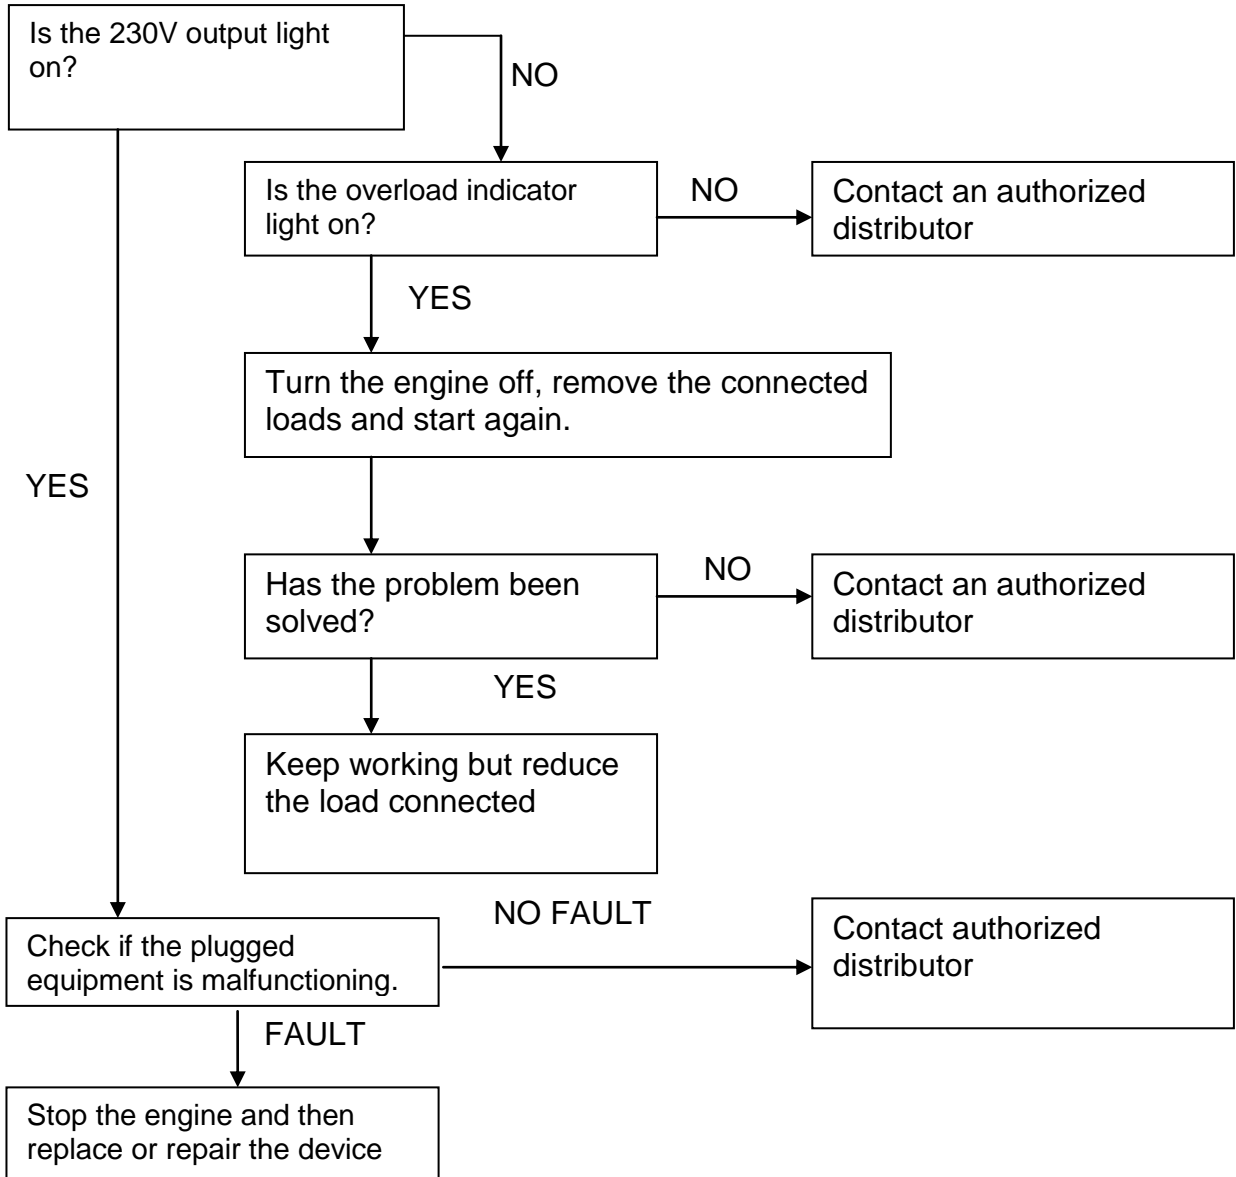 Is the 230V output light
on?
NO
Is the overload indicator
light on?
NO
Contact an authorized
distributor
YES
Turn the engine off, remove the connected
loads and start again.
YES
Has the problem been
solved?
NO
Contact an authorized
distributor
YES
Keep working but reduce
the load connected
NO FAULT
Contact authorized
distributor
Check if the plugged
equipment is malfunctioning.
FAULT
Stop the engine and then
replace or repair the device